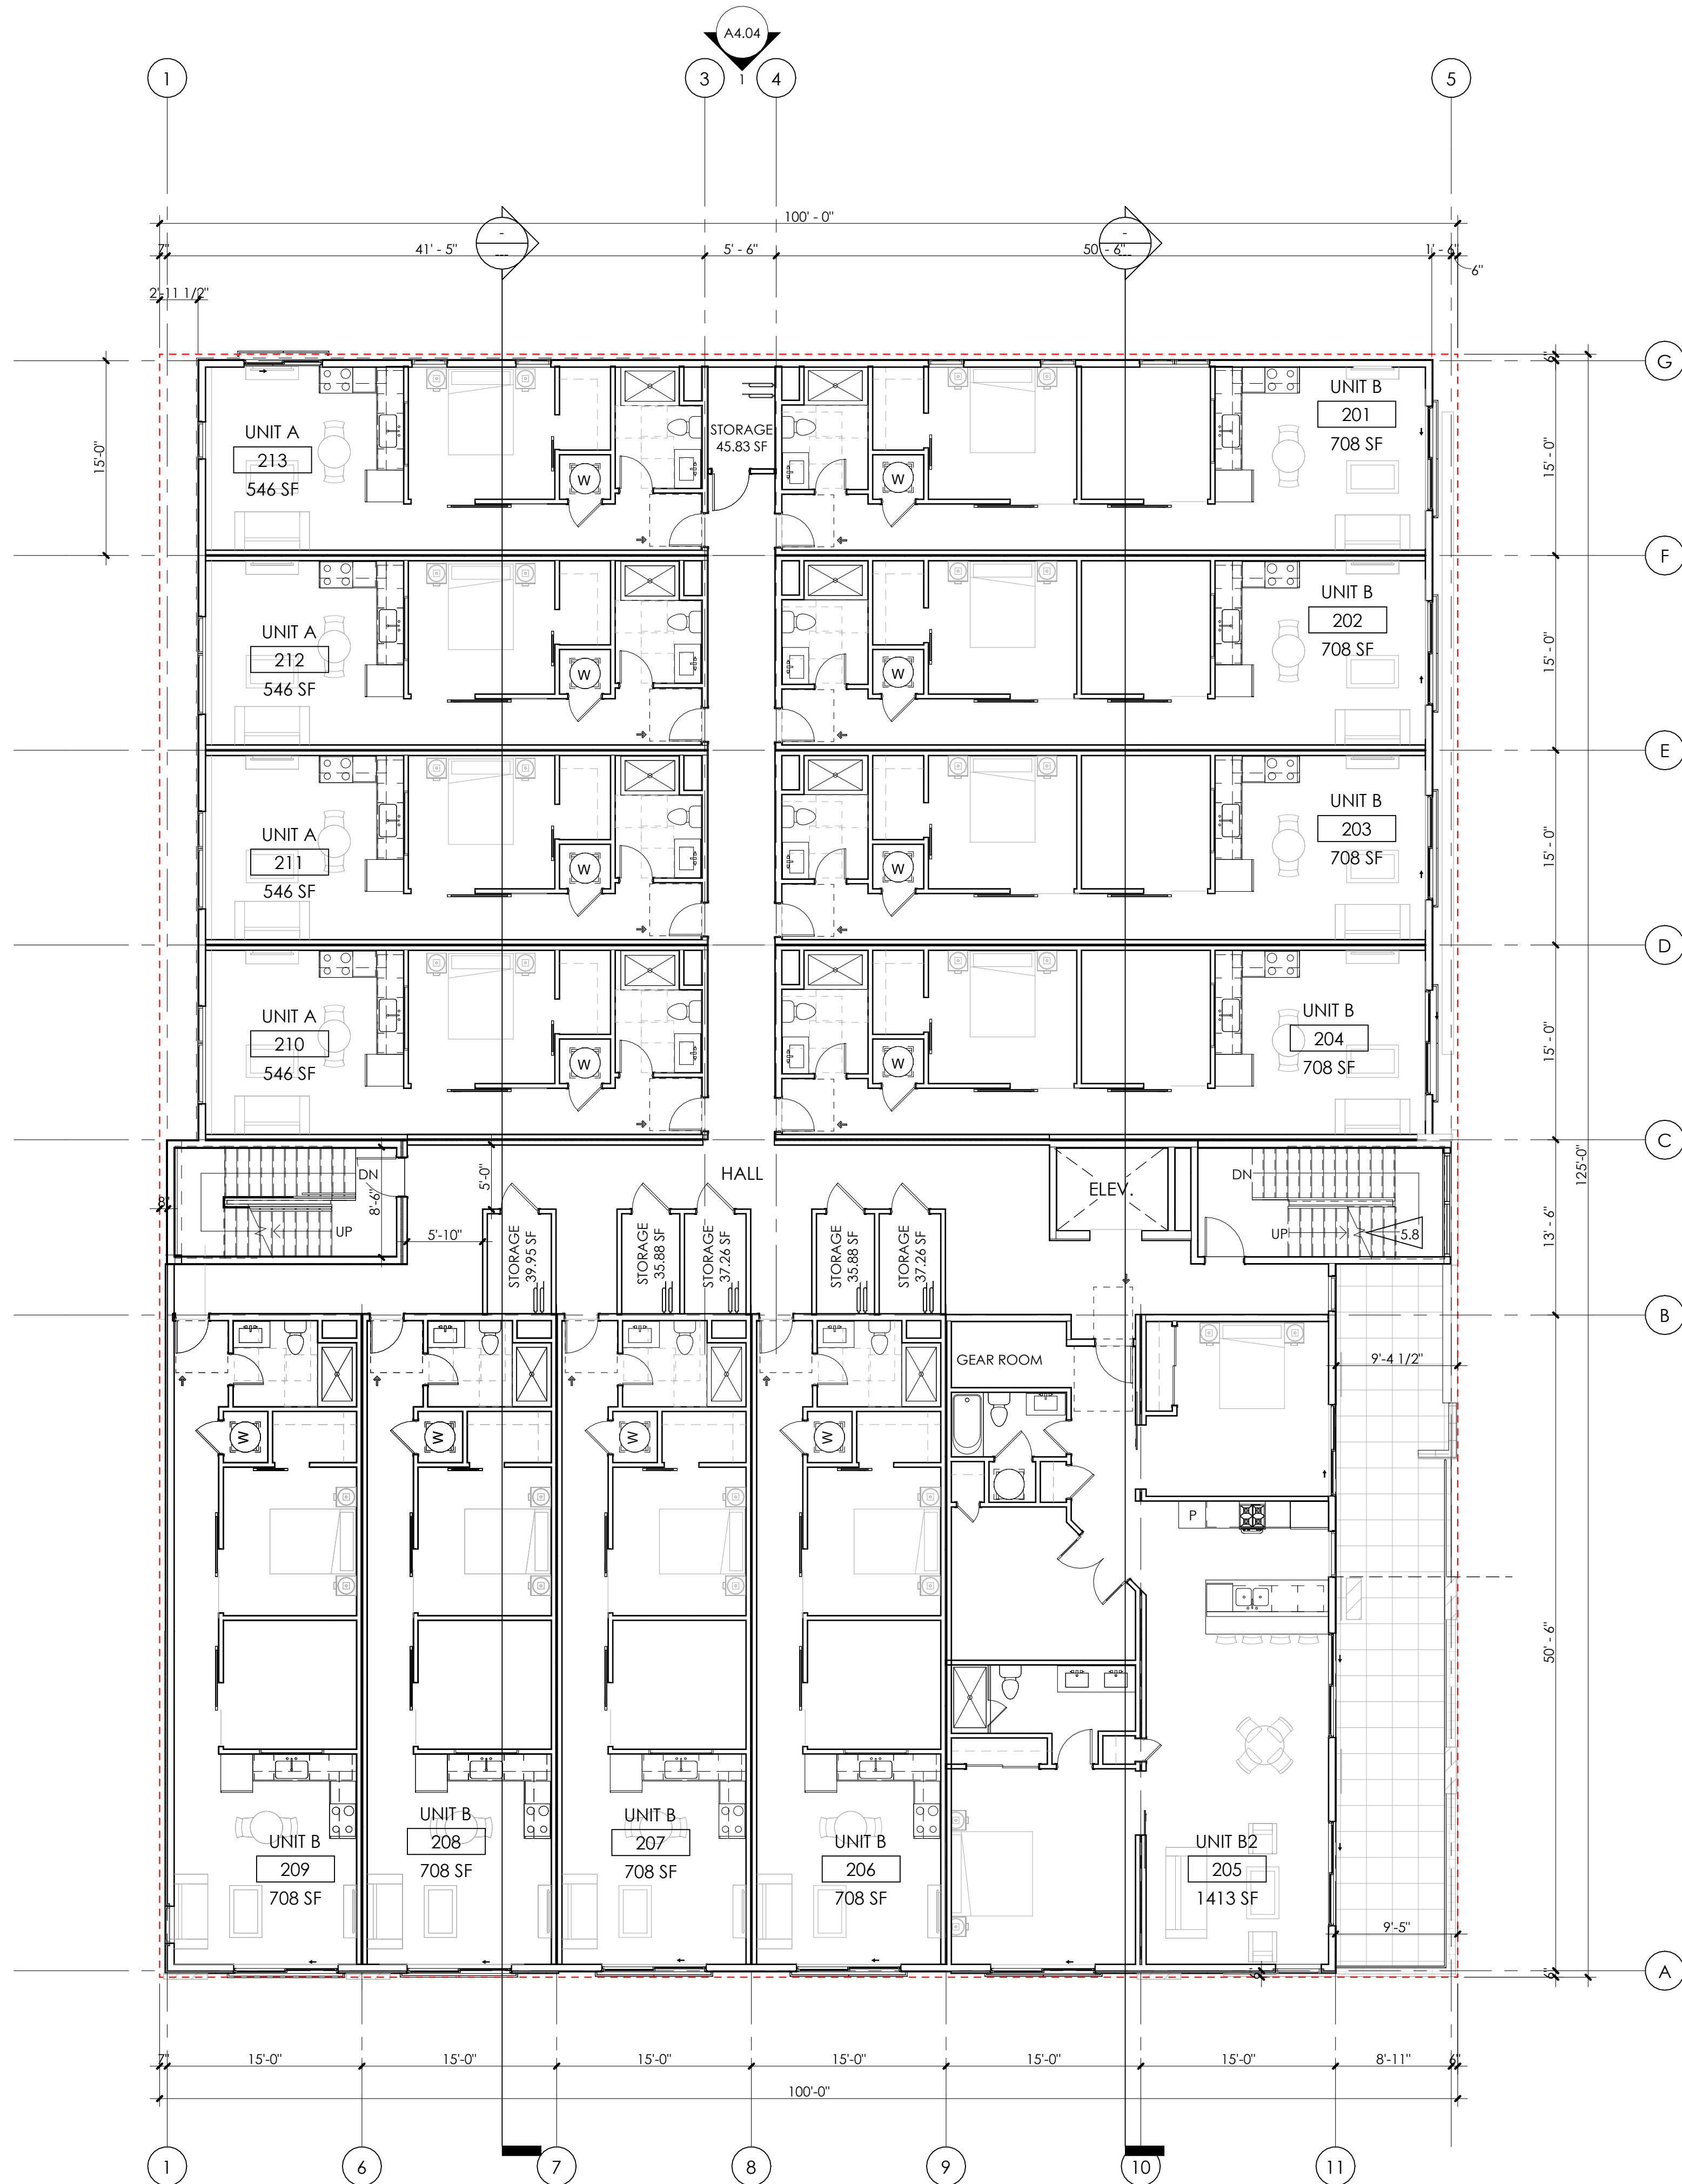 A4.04
1
1
3
4
5
100' - 0"
7"
41' - 5"
5' - 6"
50' - 6"
1' - 6"
6"
2'-11 1/2"
-
---
-
---
G
6"
15'-0"
15' - 0"
UNIT A
213
546 SF
STORAGE
45.83 SF
UNIT B
201
708 SF
W
W
F
UNIT A
212
546 SF
UNIT B
202
708 SF
W
W
15' - 0"
E
UNIT A
211
546 SF
UNIT B
203
708 SF
W
W
15' - 0"
D
UNIT A
210
546 SF
UNIT B
204
708 SF
W
W
15' - 0"
C
125'-0"
DN
8'-6"
UP
8"
5'-0"
5'-10"
HALL
ELEV.
DN
UP
5.8
13' - 6"
STORAGE
39.95 SF
STORAGE
35.88 SF
STORAGE
37.26 SF
STORAGE
35.88 SF
STORAGE
37.26 SF
B
GEAR ROOM
9'-4 1/2"
W
W
W
W
P
50' - 6"
UNIT B
209
708 SF
UNIT B
208
708 SF
UNIT B
207
708 SF
UNIT B
206
708 SF
UNIT B2
205
1413 SF
9'-5"
6"
6"
A
7"
15'-0"
15'-0"
15'-0"
15'-0"
15'-0"
15'-0"
8'-11"
6"
100'-0"
1
6
7
8
9
10
11